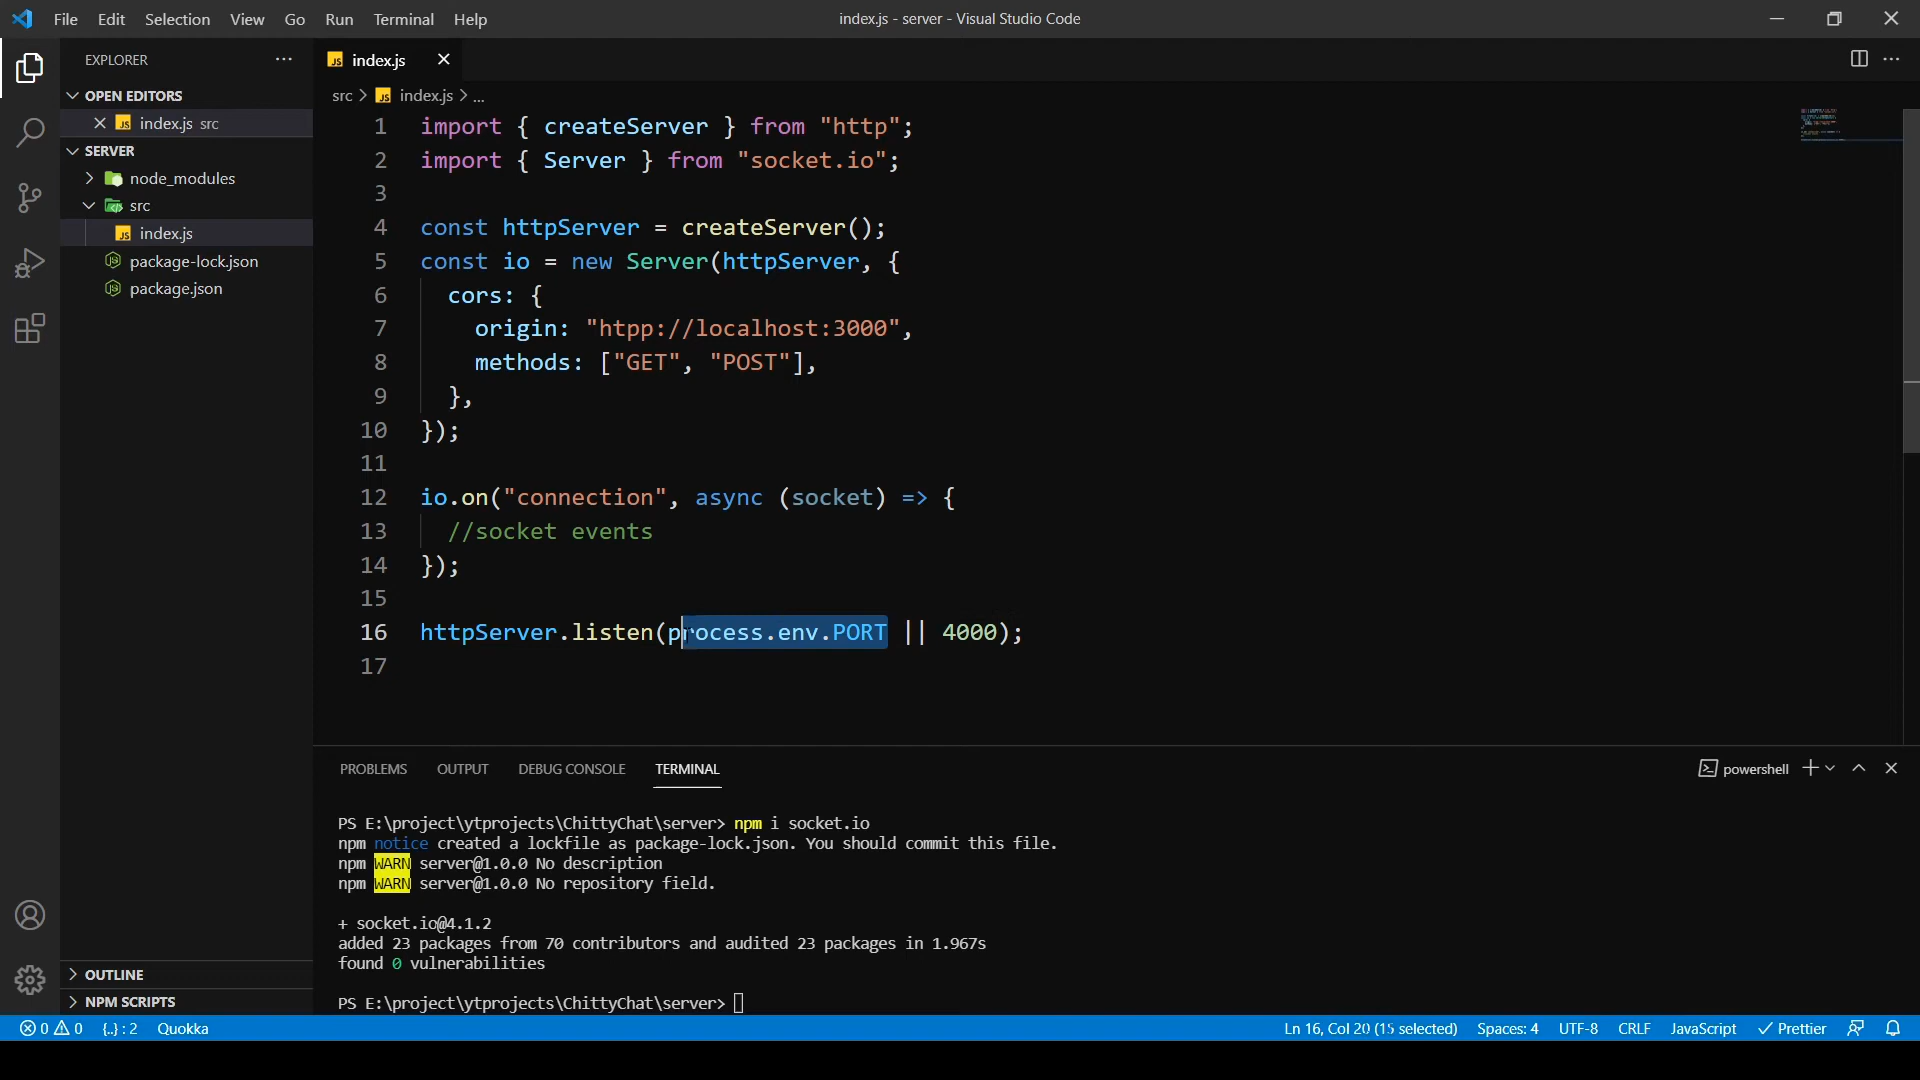 File Edit Selection View Go Run Terminal Help
index.js - server - Visual Studio Code
EXPLORER
OPEN EDITORS
index.js src
SERVER
node_modules
src
index.js
package-lock.json
package.json
OUTLINE
NPM SCRIPTS
JS index.js
src > JS index.js > ...
1 import { createServer } from "http";
2 import { Server } from "socket.io";
3
4 const httpServer = createServer();
5 const io = new Server(httpServer, {
6 cors: {
7 origin: "htpp://localhost:3000",
8 methods: ["GET", "POST"],
9 },
10 });
11
12 io.on("connection", async (socket) => {
13 //socket events
14 });
15
16 httpServer.listen(process.env.PORT || 4000);
17
PROBLEMS OUTPUT DEBUG CONSOLE TERMINAL
powershell
PS E:\project\ytprojects\ChittyChat\server> npm i socket.io
npm notice created a lockfile as package-lock.json. You should commit this file.
npm WARN server@1.0.0 No description
npm WARN server@1.0.0 No repository field.
+ socket.io@4.1.2
added 23 packages from 70 contributors and audited 23 packages in 1.967s
found 0 vulnerabilities
PS E:\project\ytprojects\ChittyChat\server>
0 0 {..} : 2 Quokka
Ln 16, Col 20 (15 selected) Spaces: 4 UTF-8 CRLF JavaScript Prettier